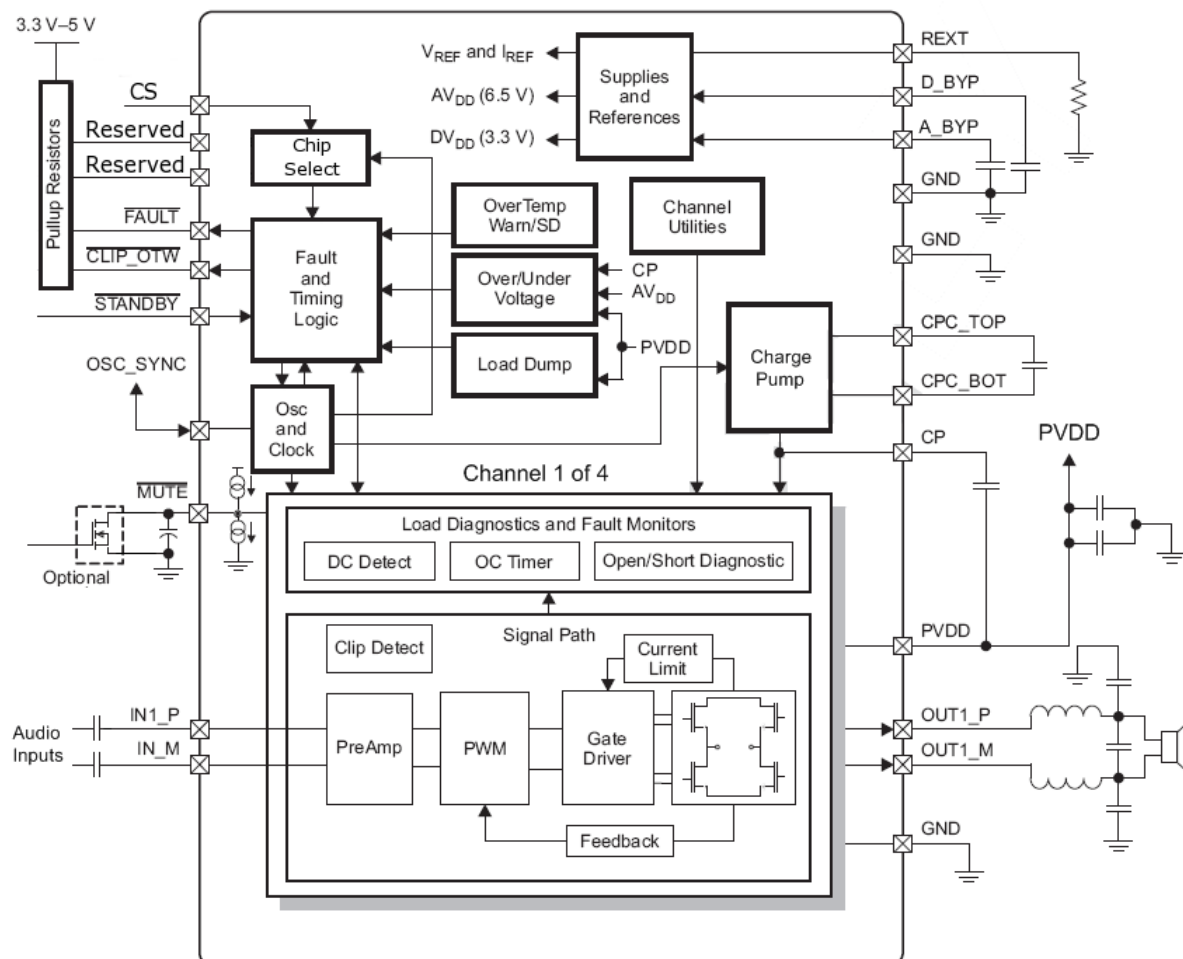 3.3 V–5 V
Pullup Resistors
CS
Reserved
Reserved
FAULT
CLIP_OTW
STANDBY
OSC_SYNC
MUTE
Optional
Audio
Inputs
IN1_P
IN_M
Chip
Select
Fault
and
Timing
Logic
Osc
and
Clock
VREF and IREF
AVDD (6.5 V)
DVDD (3.3 V)
Supplies
and
References
OverTemp
Warn/SD
Over/Under
Voltage
Load Dump
CP
AVDD
PVDD
Channel
Utilities
Charge
Pump
Channel 1 of 4
Load Diagnostics and Fault Monitors
DC Detect
OC Timer
Open/Short Diagnostic
Signal Path
Clip Detect
Current
Limit
PreAmp
PWM
Gate
Driver
Feedback
REXT
D_BYP
A_BYP
GND
GND
CPC_TOP
CPC_BOT
CP
PVDD
PVDD
OUT1_P
OUT1_M
GND